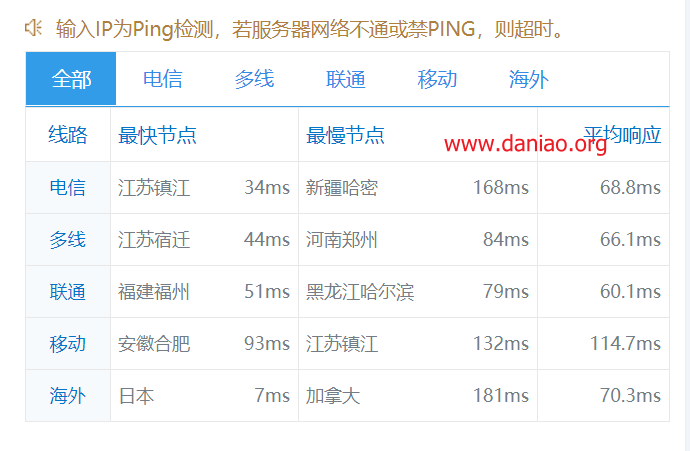 输入IP为Ping检测，若服务器网络不通或禁PING，则超时。
全部 电信 多线 联通 移动 海外
线路 最快节点 最慢节点 平均响应
www.daniao.org
电信 江苏镇江 34ms 新疆哈密 168ms 68.8ms
多线 江苏宿迁 44ms 河南郑州 84ms 66.1ms
联通 福建福州 51ms 黑龙江哈尔滨 79ms 60.1ms
移动 安徽合肥 93ms 江苏镇江 132ms 114.7ms
海外 日本 7ms 加拿大 181ms 70.3ms